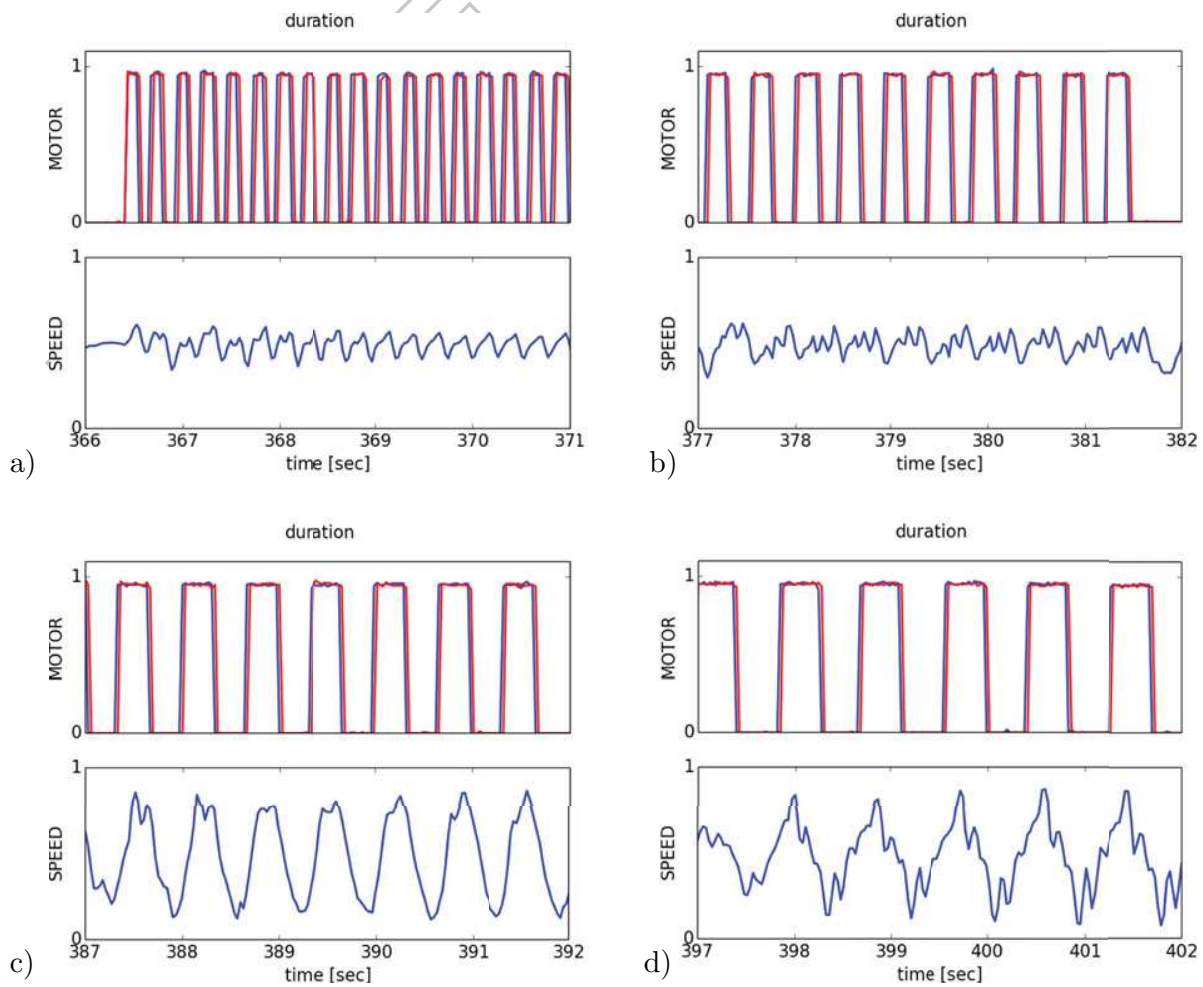 duration
1
MOTOR
0
1
SPEED
0
366 367 368 369 370 371
time [sec]
a)
duration
1
MOTOR
0
1
SPEED
0
377 378 379 380 381 382
time [sec]
b)
duration
1
MOTOR
0
1
SPEED
0
387 388 389 390 391 392
time [sec]
c)
duration
1
MOTOR
0
1
SPEED
0
397 398 399 400 401 402
time [sec]
d)